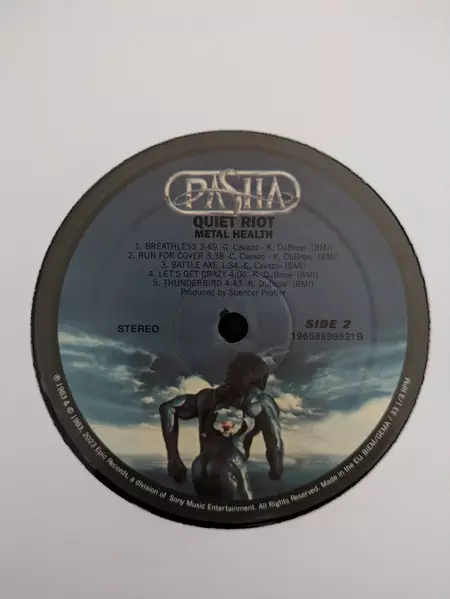 PASHA
QUIET RIOT
METAL HEALTH
1. BREATHLESS 3:49 -C. Cavazo - K. DuBrow- (BMI)
2. RUN FOR COVER 3:38 -C. Cavazo - K. DuBrow- (BMI)
3. BATTLE AXE 1:34 -C. Cavazo- (BMI)
4. LET'S GET CRAZY 4:06 -K. DuBrow- (BMI)
5. THUNDERBIRD 4:43 -K. DuBrow- (BMI)
Produced by Spencer Proffer
STEREO
SIDE 2
19658899621S
℗ 1983 & © 1983, 2023 Epic Records, a division of Sony Music Entertainment. All Rights Reserved. Made in the EU BIEM/GEMA / 33 1/3 RPM